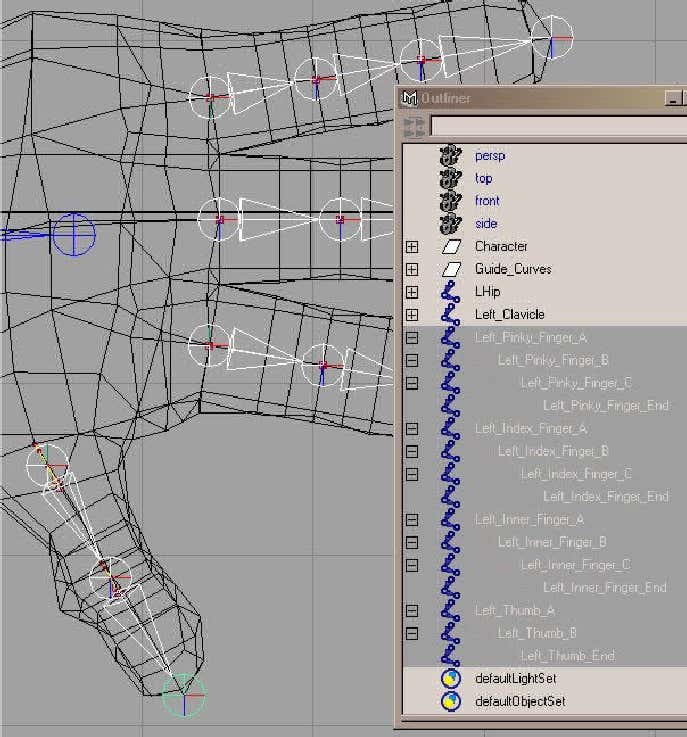 Outliner
persp
top
front
side
Character
Guide_Curves
LHip
Left_Clavicle
Left_Pinky_Finger_A
Left_Pinky_Finger_B
Left_Pinky_Finger_C
Left_Pinky_Finger_End
Left_Index_Finger_A
Left_Index_Finger_B
Left_Index_Finger_C
Left_Index_Finger_End
Left_Inner_Finger_A
Left_Inner_Finger_B
Left_Inner_Finger_C
Left_Inner_Finger_End
Left_Thumb_A
Left_Thumb_B
Left_Thumb_End
defaultLightSet
defaultObjectSet